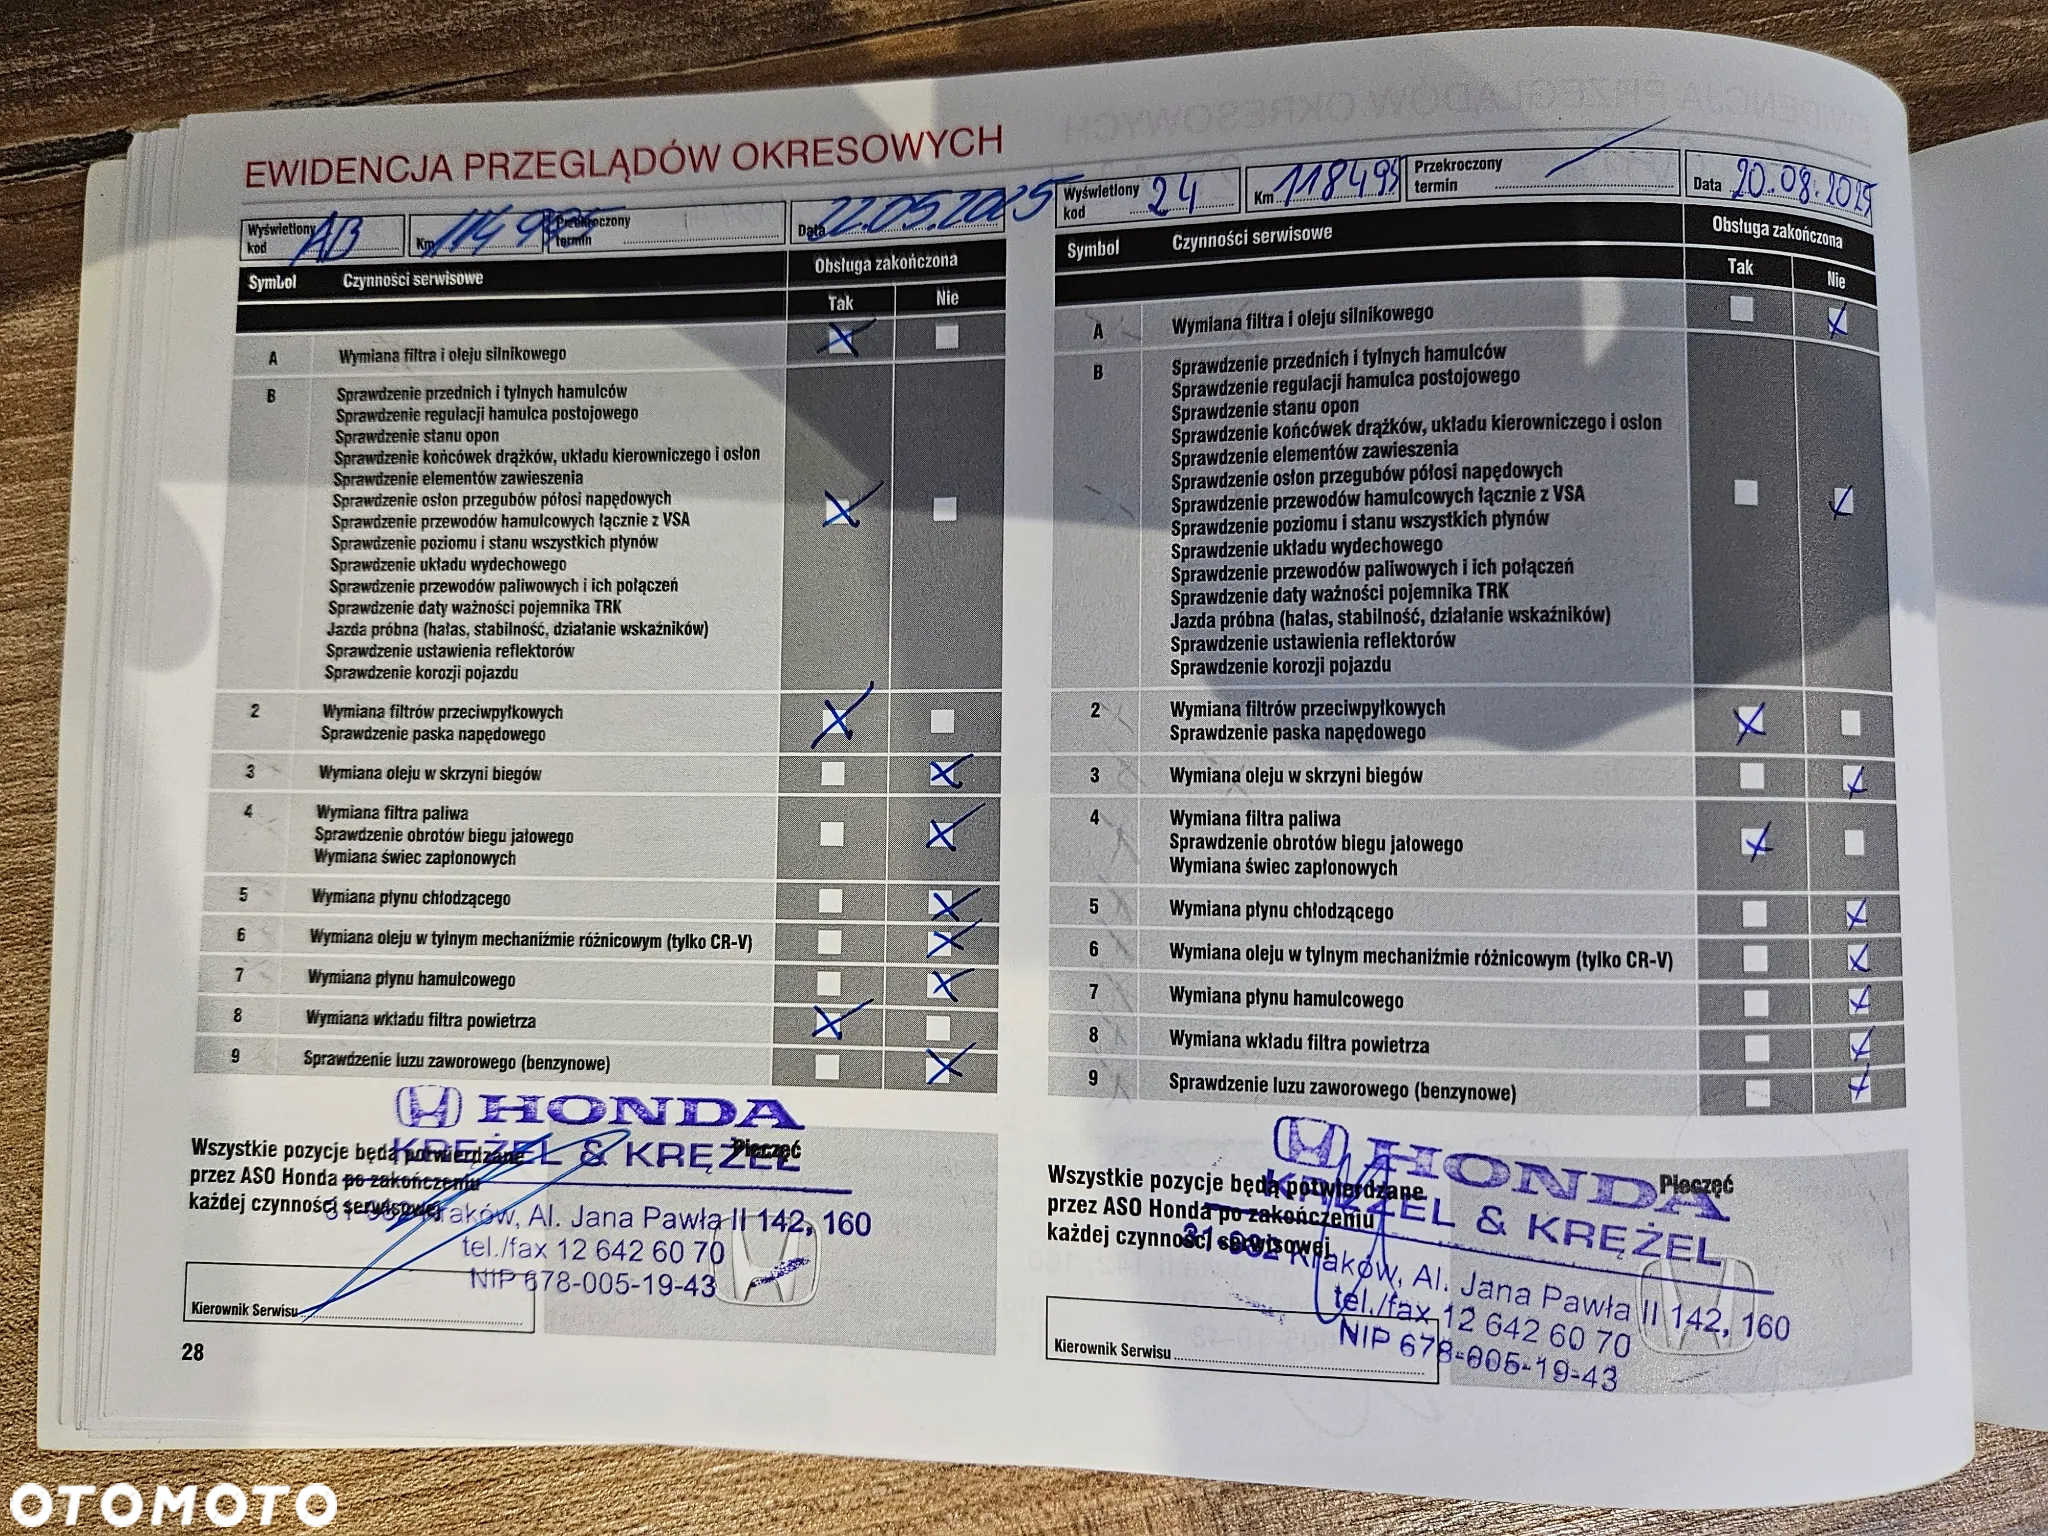 EWIDENCJA PRZEGLĄDÓW OKRESOWYCH
Wyświetlony kod AB
Km
Przekroczony termin
Data 22.05.2025
Symbol Czynności serwisowe Obsługa zakończona
Tak Nie
A Wymiana filtra i oleju silnikowego
B Sprawdzenie przednich i tylnych hamulców
Sprawdzenie regulacji hamulca postojowego
Sprawdzenie stanu opon
Sprawdzenie końcówek drążków, układu kierowniczego i osłon
Sprawdzenie elementów zawieszenia
Sprawdzenie osłon przegubów półosi napędowych
Sprawdzenie przewodów hamulcowych łącznie z VSA
Sprawdzenie poziomu i stanu wszystkich płynów
Sprawdzenie układu wydechowego
Sprawdzenie przewodów paliwowych i ich połączeń
Sprawdzenie daty ważności pojemnika TRK
Jazda próbna (hałas, stabilność, działanie wskaźników)
Sprawdzenie ustawienia reflektorów
Sprawdzenie korozji pojazdu
2 Wymiana filtrów przeciwpyłkowych
Sprawdzenie paska napędowego
3 Wymiana oleju w skrzyni biegów
4 Wymiana filtra paliwa
Sprawdzenie obrotów biegu jałowego
Wymiana świec zapłonowych
5 Wymiana płynu chłodzącego
6 Wymiana oleju w tylnym mechaniźmie różnicowym (tylko CR-V)
7 Wymiana płynu hamulcowego
8 Wymiana wkładu filtra powietrza
9 Sprawdzenie luzu zaworowego (benzynowe)
HONDA
KRĘŻEL & KRĘŻEL
Pieczęć
Wszystkie pozycje będą potwierdzane
przez ASO Honda po zakończeniu
każdej czynności serwisowej
31-982 Kraków, Al. Jana Pawła II 142, 160
tel./fax 12 642 60 70
NIP 678-005-19-43
Kierownik Serwisu
28
Wyświetlony kod 24
Km 118495
Przekroczony termin
Data 20.08.2025
Symbol Czynności serwisowe Obsługa zakończona
Tak Nie
A Wymiana filtra i oleju silnikowego
B Sprawdzenie przednich i tylnych hamulców
Sprawdzenie regulacji hamulca postojowego
Sprawdzenie stanu opon
Sprawdzenie końcówek drążków, układu kierowniczego i osłon
Sprawdzenie elementów zawieszenia
Sprawdzenie osłon przegubów półosi napędowych
Sprawdzenie przewodów hamulcowych łącznie z VSA
Sprawdzenie poziomu i stanu wszystkich płynów
Sprawdzenie układu wydechowego
Sprawdzenie przewodów paliwowych i ich połączeń
Sprawdzenie daty ważności pojemnika TRK
Jazda próbna (hałas, stabilność, działanie wskaźników)
Sprawdzenie ustawienia reflektorów
Sprawdzenie korozji pojazdu
2 Wymiana filtrów przeciwpyłkowych
Sprawdzenie paska napędowego
3 Wymiana oleju w skrzyni biegów
4 Wymiana filtra paliwa
Sprawdzenie obrotów biegu jałowego
Wymiana świec zapłonowych
5 Wymiana płynu chłodzącego
6 Wymiana oleju w tylnym mechaniźmie różnicowym (tylko CR-V)
7 Wymiana płynu hamulcowego
8 Wymiana wkładu filtra powietrza
9 Sprawdzenie luzu zaworowego (benzynowe)
HONDA
KRĘŻEL & KRĘŻEL
Pieczęć
Wszystkie pozycje będą potwierdzane
przez ASO Honda po zakończeniu
każdej czynności serwisowej
31-982 Kraków, Al. Jana Pawła II 142, 160
tel./fax 12 642 60 70
NIP 678-005-19-43
Kierownik Serwisu
OTOMOTO